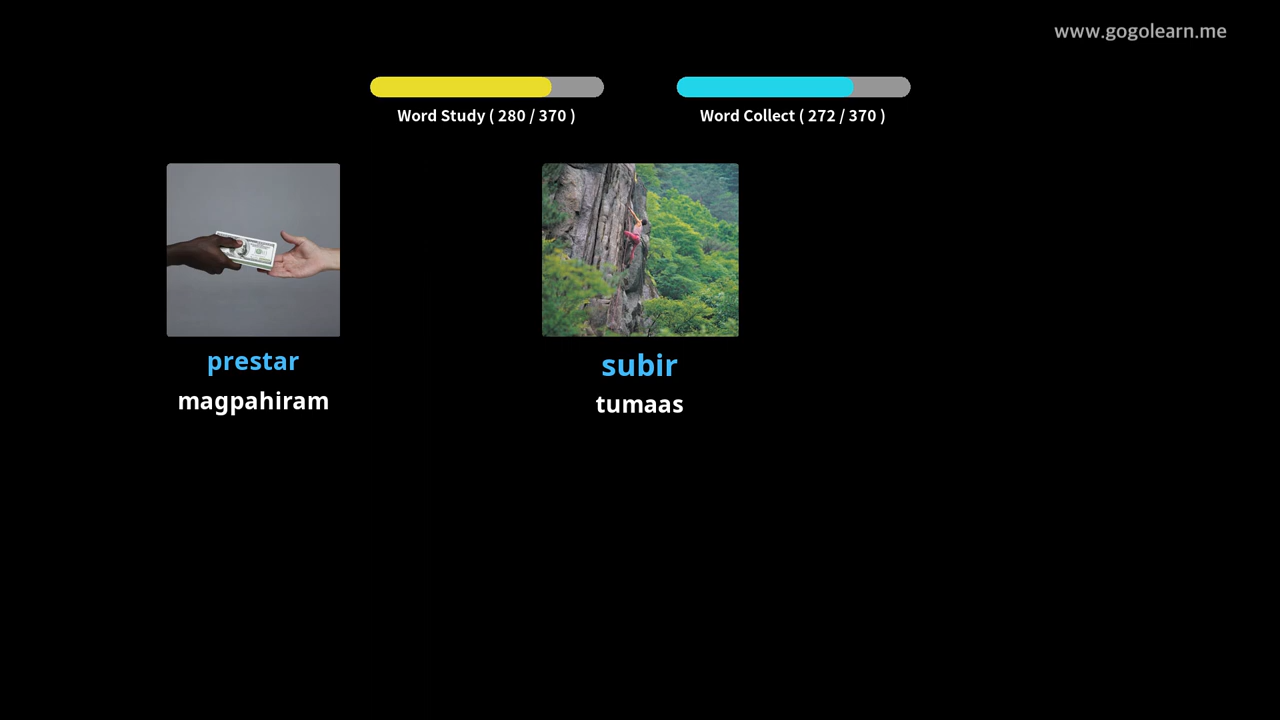 www.gogolearn.me
Word Study ( 280 / 370 )
Word Collect ( 272 / 370 )
prestar
magpahiram
subir
tumaas